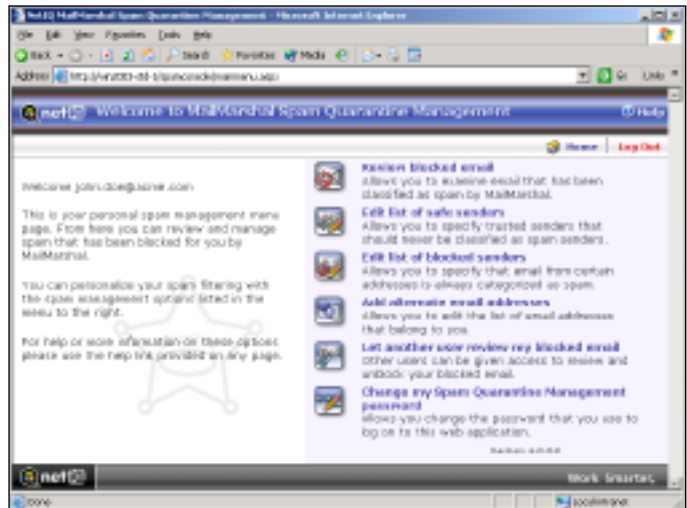 NetIQ MailMarshal Spam Quarantine Management - Microsoft Internet Explorer
File Edit View Favorites Tools Help
Back Search Favorites Media
Address Go Links
netIQ Welcome to MailMarshal Spam Quarantine Management Help
Home Log Out
Welcome john.doe@acme.com
This is your personal spam management menu
page. From here you can review and manage
spam that has been blocked for you by
MailMarshal.
You can personalize your spam filtering with
the spam management options listed in the
menu to the right.
For help or more information on these options
please use the help link provided on any page.
Review blocked email
Allows you to examine email that has been
classified as spam by MailMarshal.
Edit list of safe senders
Allows you to specify trusted senders that
should never be classified as spam senders.
Edit list of blocked senders
Allows you to specify that email from certain
addresses is always categorized as spam.
Add alternate email addresses
Allows you to edit the list of email addresses
that belong to you.
Let another user review my blocked email
Other users can be given access to review and
unblock your blocked email.
Change my Spam Quarantine Management
password
Allows you change the password that you use to
log on to this web application.
netIQ Work Smarter,
Done Local intranet